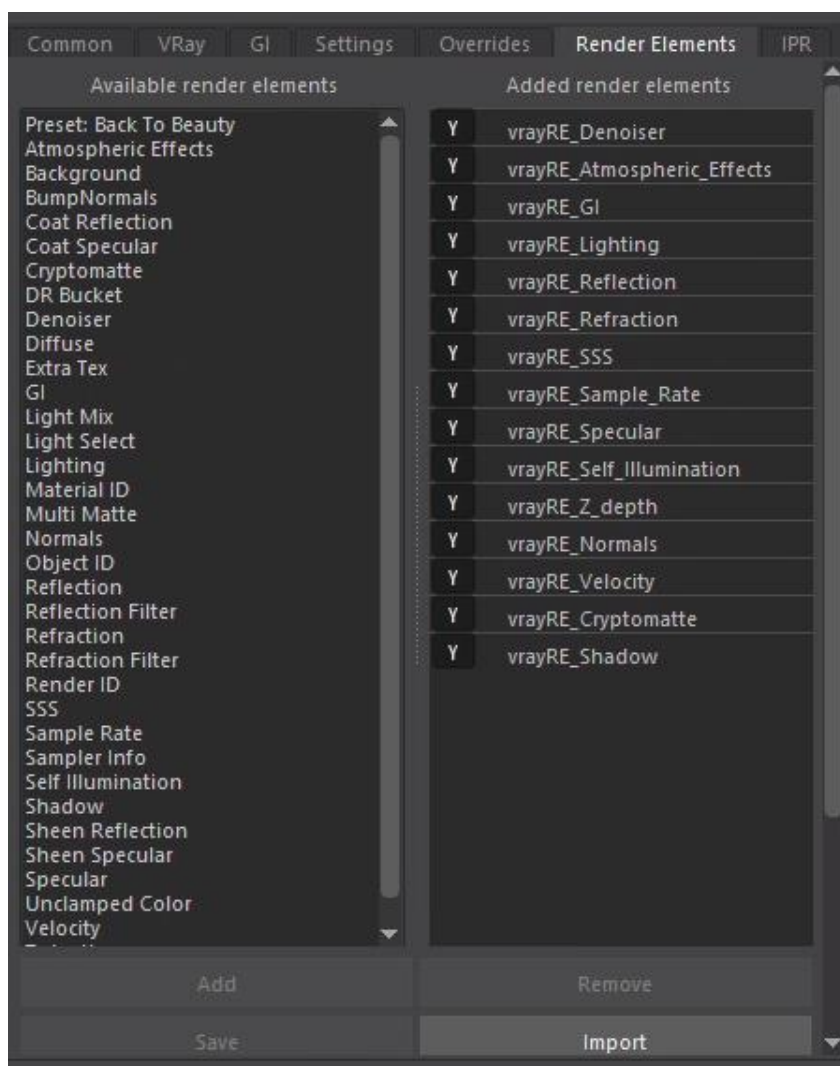 Common VRay GI Settings Overrides Render Elements IPR
Available render elements
Preset: Back To Beauty
Atmospheric Effects
Background
BumpNormals
Coat Reflection
Coat Specular
Cryptomatte
DR Bucket
Denoiser
Diffuse
Extra Tex
GI
Light Mix
Light Select
Lighting
Material ID
Multi Matte
Normals
Object ID
Reflection
Reflection Filter
Refraction
Refraction Filter
Render ID
SSS
Sample Rate
Sampler Info
Self Illumination
Shadow
Sheen Reflection
Sheen Specular
Specular
Unclamped Color
Velocity
Added render elements
Y vrayRE_Denoiser
Y vrayRE_Atmospheric_Effects
Y vrayRE_GI
Y vrayRE_Lighting
Y vrayRE_Reflection
Y vrayRE_Refraction
Y vrayRE_SSS
Y vrayRE_Sample_Rate
Y vrayRE_Specular
Y vrayRE_Self_Illumination
Y vrayRE_Z_depth
Y vrayRE_Normals
Y vrayRE_Velocity
Y vrayRE_Cryptomatte
Y vrayRE_Shadow
Add Remove
Save Import